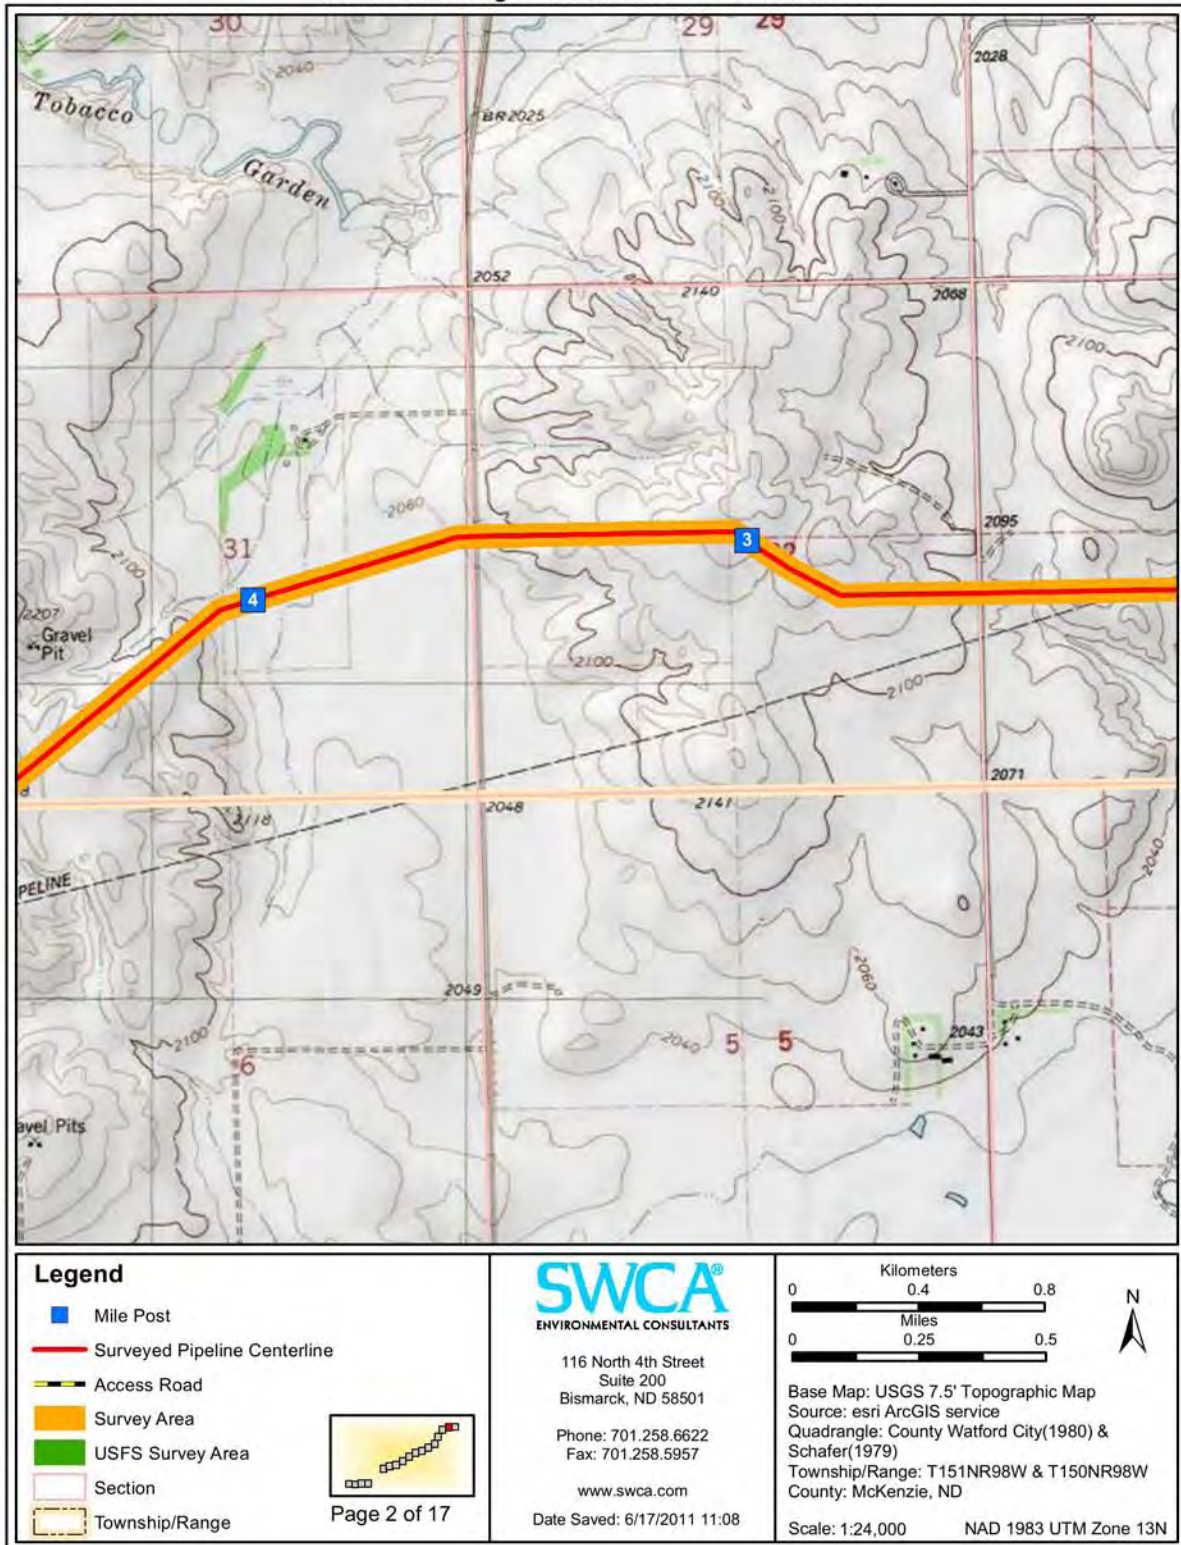 30
29
29
2040
2028
Tobacco
BR2025
Garden
2100
2100
2052
2140
2068
2100
2060
2095
31
3
2100
4
2207
Gravel
Pit
2100
2100
2071
2118
2048
2141
PELINE
2040
2060
2049
2043
2100
6
2040
5
5
avel Pits
Legend
Mile Post
Surveyed Pipeline Centerline
Access Road
Survey Area
USFS Survey Area
Section
Township/Range
Page 2 of 17
SWCA®
ENVIRONMENTAL CONSULTANTS
116 North 4th Street
Suite 200
Bismarck, ND 58501
Phone: 701.258.6622
Fax: 701.258.5957
www.swca.com
Date Saved: 6/17/2011 11:08
Kilometers
0 0.4 0.8
Miles
0 0.25 0.5
N
Base Map: USGS 7.5' Topographic Map
Source: esri ArcGIS service
Quadrangle: County Watford City(1980) &
Schafer(1979)
Township/Range: T151NR98W & T150NR98W
County: McKenzie, ND
Scale: 1:24,000 NAD 1983 UTM Zone 13N